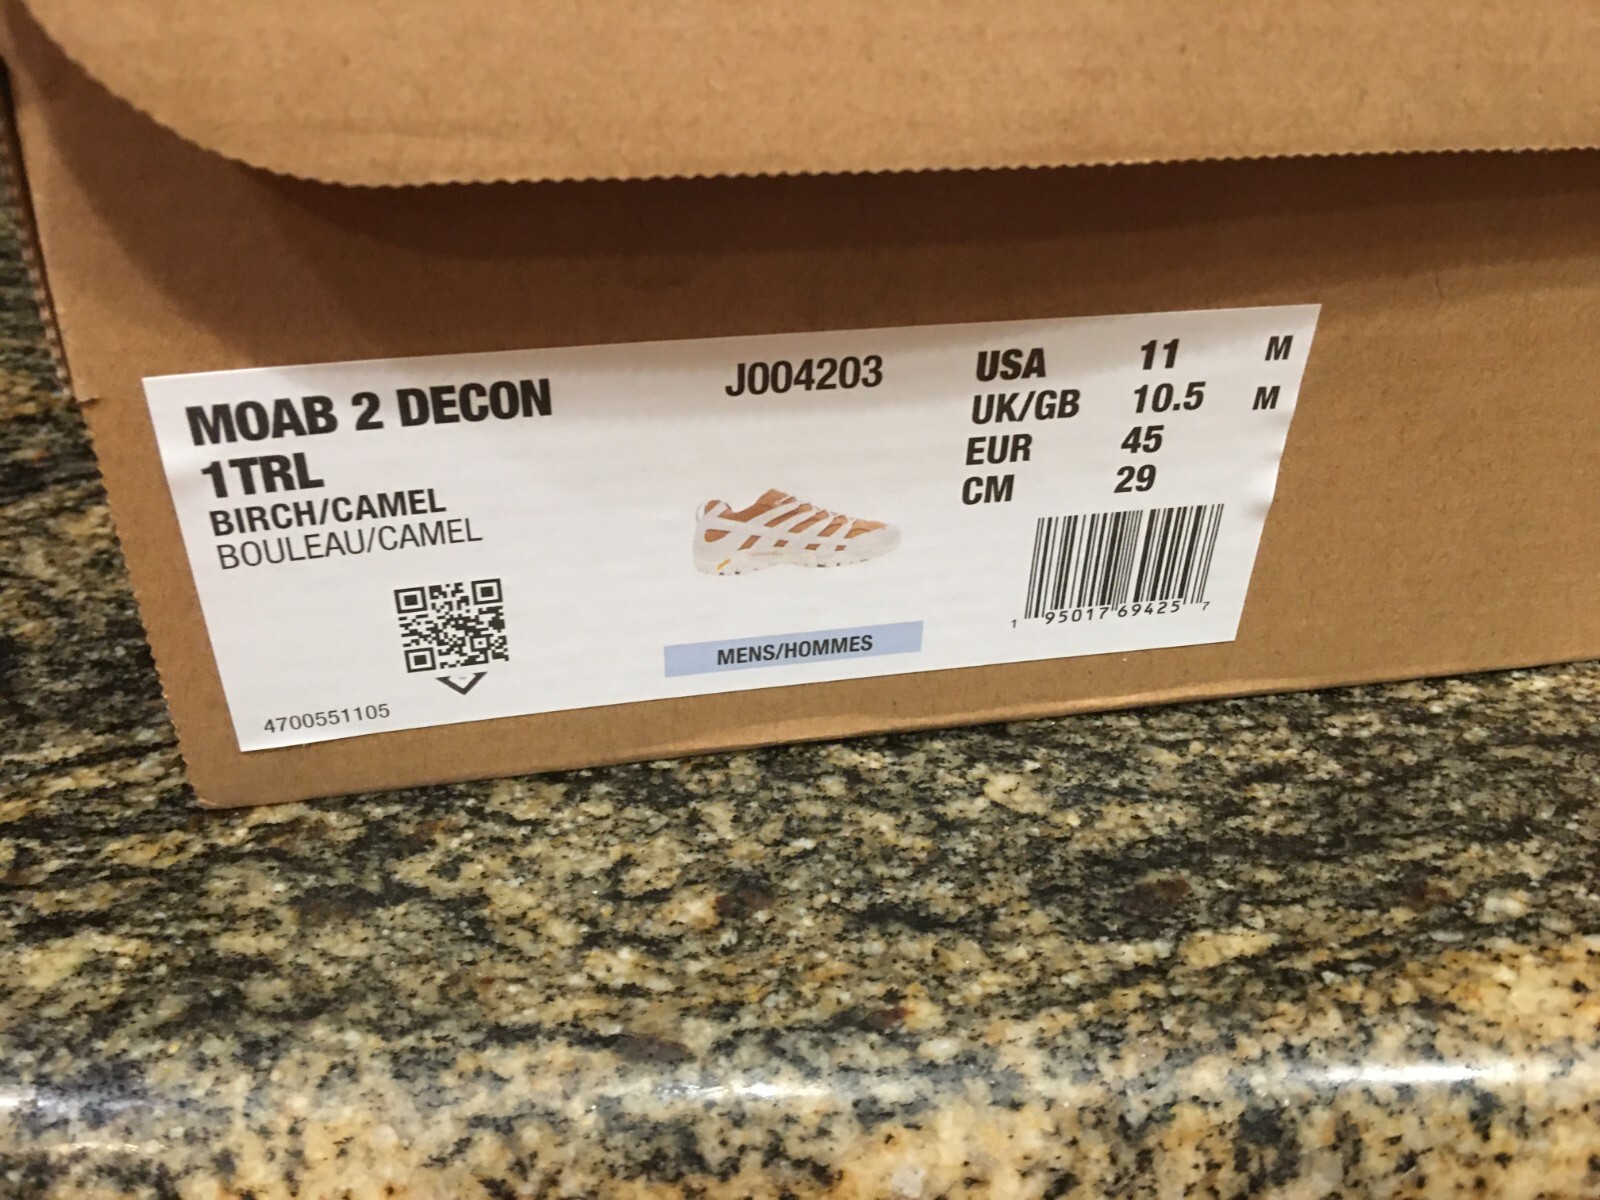 MOAB 2 DECON
1TRL
BIRCH/CAMEL
BOULEAU/CAMEL
4700551105
J004203
MENS/HOMMES
USA 11 M
UK/GB 10.5 M
EUR 45
CM 29
1 95017 69425 7